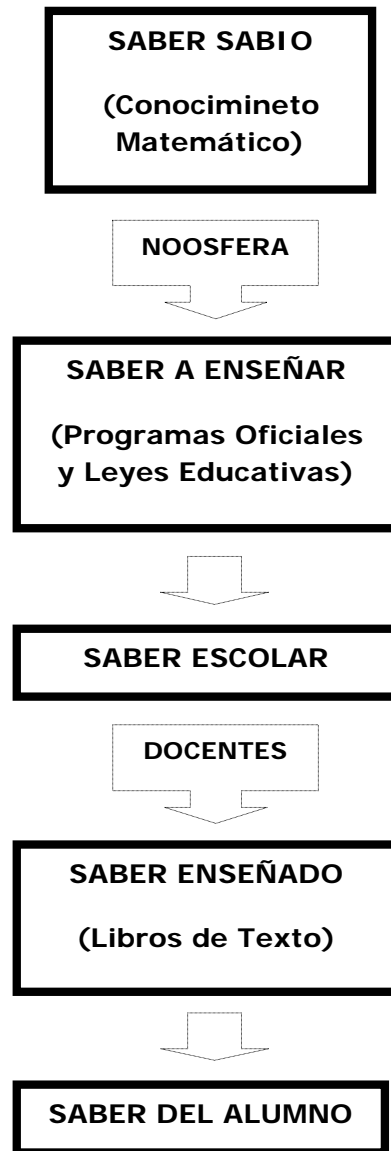 SABER SABIO
(Conocimineto
Matemático)
NOOSFERA
SABER A ENSEÑAR
(Programas Oficiales
y Leyes Educativas)
SABER ESCOLAR
DOCENTES
SABER ENSEÑADO
(Libros de Texto)
SABER DEL ALUMNO